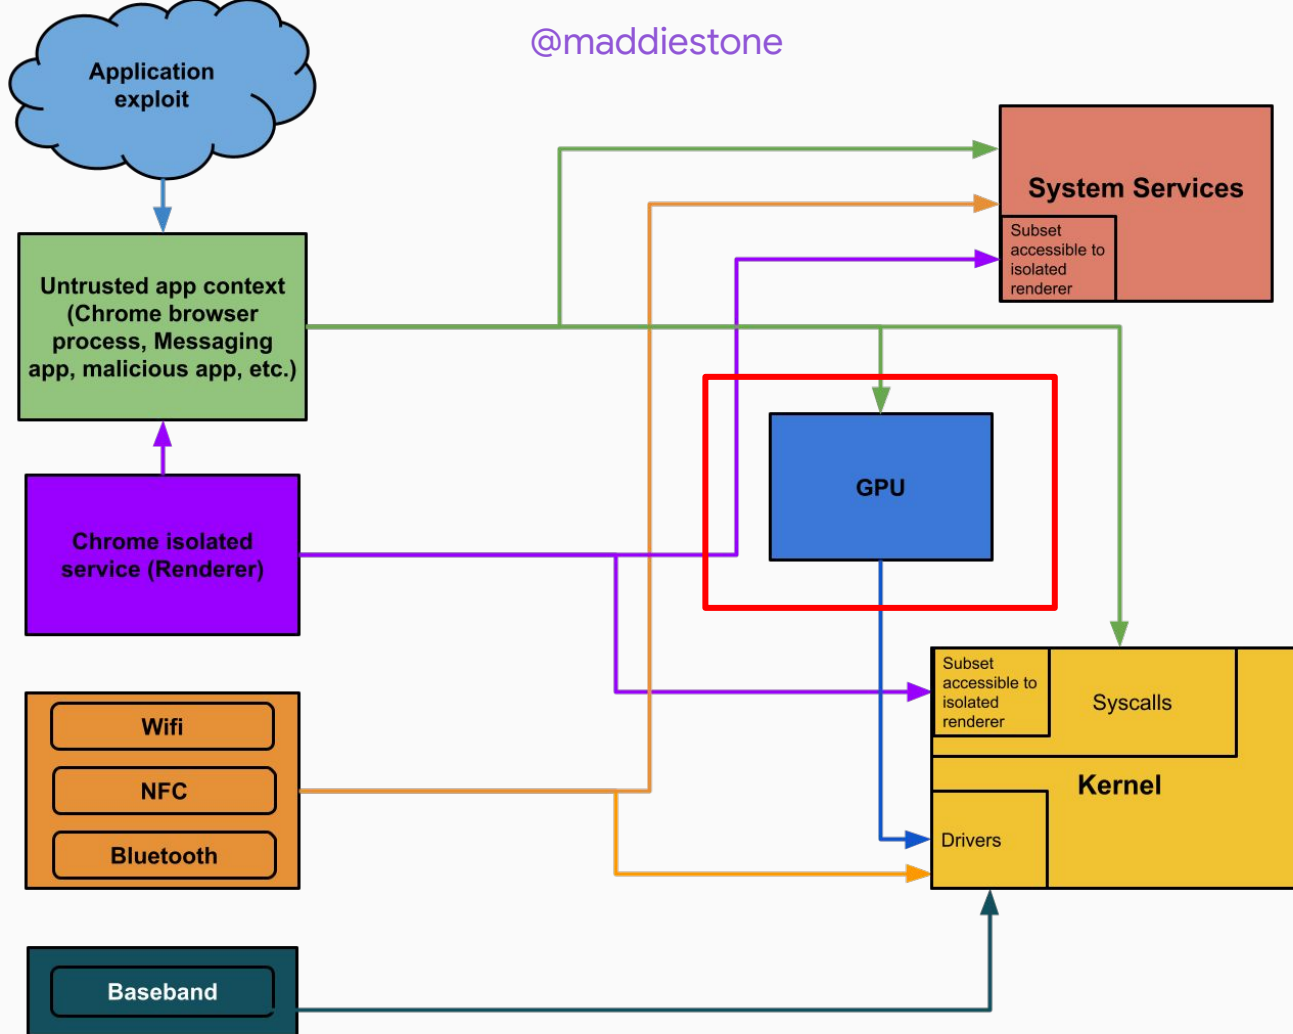 @maddiestone
Application
exploit
Untrusted app context
(Chrome browser
process, Messaging
app, malicious app, etc.)
Chrome isolated
service (Renderer)
Wifi
NFC
Bluetooth
Baseband
System Services
Subset
accessible to
isolated
renderer
GPU
Subset
accessible to
isolated
renderer
Syscalls
Kernel
Drivers